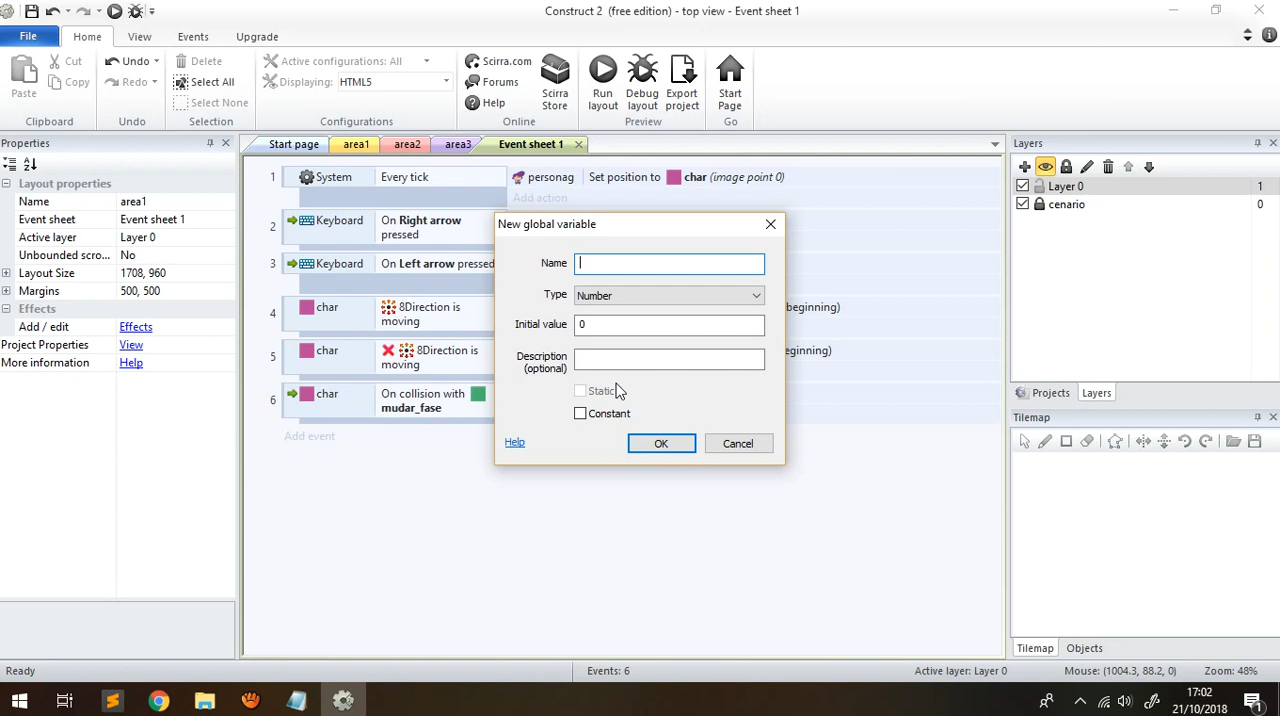 Construct 2 (free edition) - top view - Event sheet 1
File Home View Events Upgrade
Paste
Cut
Copy
Clipboard
Undo
Redo
Undo
Delete
Select All
Select None
Selection
Active configurations: All
Displaying: HTML5
Configurations
Scirra.com
Forums
Help
Scirra Store
Online
Run layout
Debug layout
Export project
Preview
Start Page
Go
Properties
Layout properties
Name area1
Event sheet Event sheet 1
Active layer Layer 0
Unbounded scro... No
Layout Size 1708, 960
Margins 500, 500
Effects
Add / edit Effects
Project Properties View
More information Help
Start page area1 area2 area3 Event sheet 1
1 System Every tick personag Set position to char (image point 0)
Add action
2 Keyboard On Right arrow pressed
3 Keyboard On Left arrow pressed
4 char 8Direction is moving beginning)
5 char 8Direction is moving ginning)
6 char On collision with mudar_fase
Add event
New global variable
Name
Type Number
Initial value 0
Description (optional)
Static
Constant
Help OK Cancel
Layers
Layer 0 1
cenario 0
Projects Layers
Tilemap
Tilemap Objects
Ready Events: 6 Active layer: Layer 0 Mouse: (1004.3, 88.2, 0) Zoom: 48%
17:02
21/10/2018
1